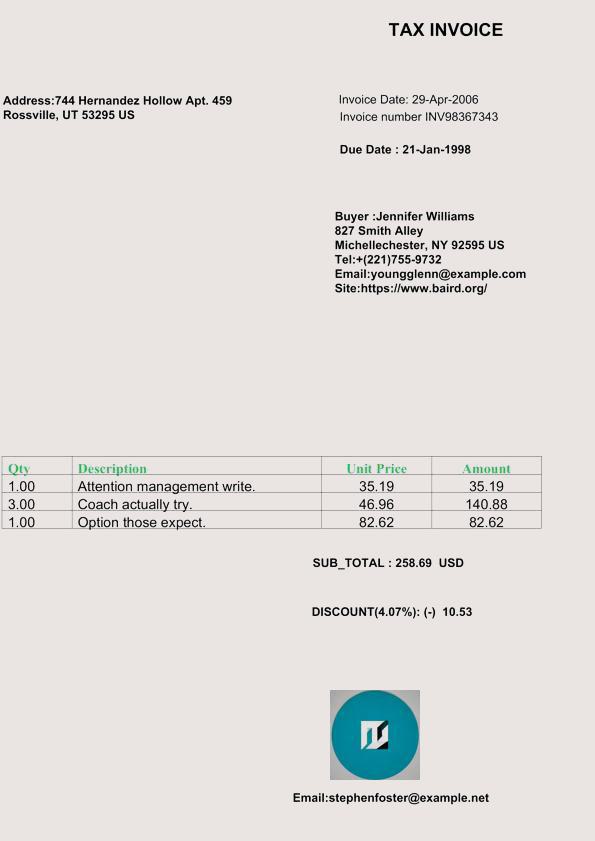 TAX INVOICE
Address:744 Hernandez Hollow Apt. 459
Rossville, UT 53295 US
Invoice Date: 29-Apr-2006
Invoice number INV98367343
Due Date : 21-Jan-1998
Buyer :Jennifer Williams
827 Smith Alley
Michellechester, NY 92595 US
Tel:+(221)755-9732
Email:youngglenn@example.com
Site:https://www.baird.org/
Qty Description Unit Price Amount
1.00 Attention management write. 35.19 35.19
3.00 Coach actually try. 46.96 140.88
1.00 Option those expect. 82.62 82.62
SUB_TOTAL : 258.69 USD
DISCOUNT(4.07%): (-) 10.53
Email:stephenfoster@example.net